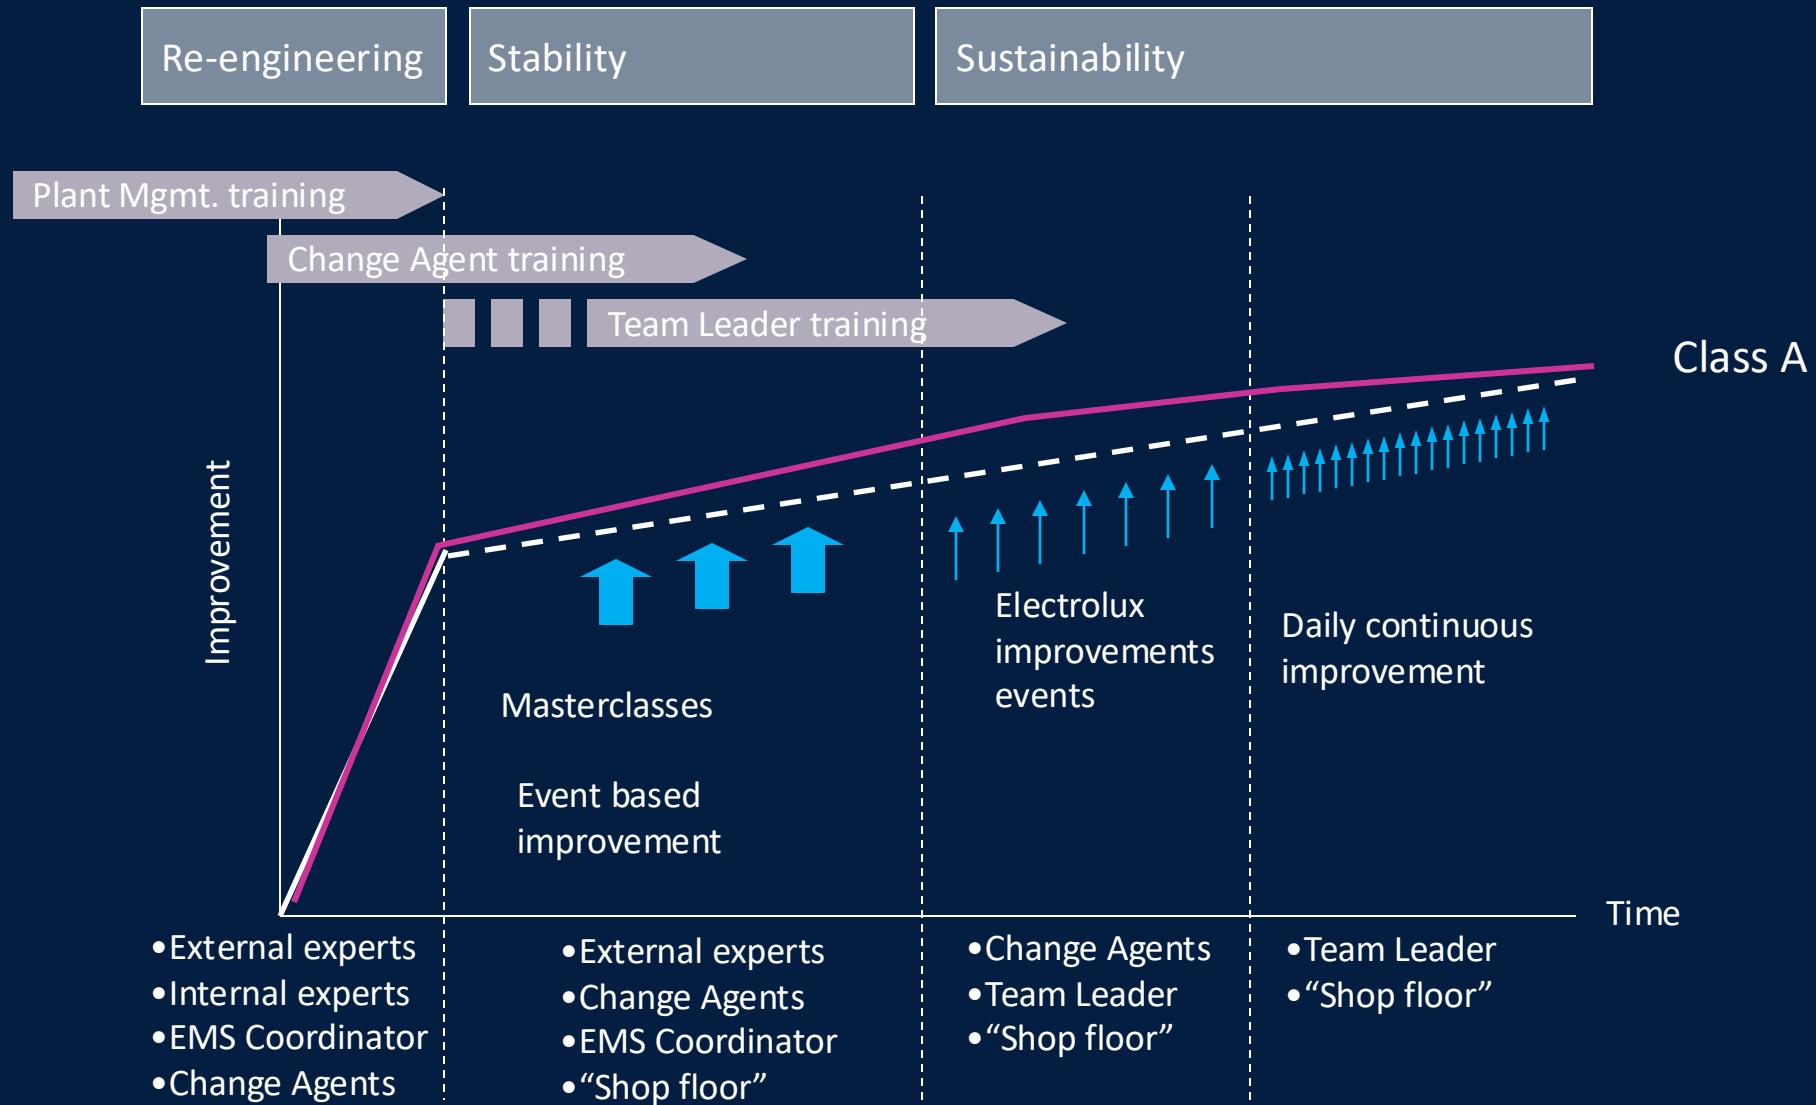 Re-engineering
Stability
Sustainability
Plant Mgmt. training
Change Agent training
Team Leader training
Class A
Improvement
Masterclasses
Event based
improvement
Electrolux
improvements
events
Daily continuous
improvement
Time
•External experts
•Internal experts
•EMS Coordinator
•Change Agents
•External experts
•Change Agents
•EMS Coordinator
•“Shop floor”
•Change Agents
•Team Leader
•“Shop floor”
•Team Leader
•“Shop floor”